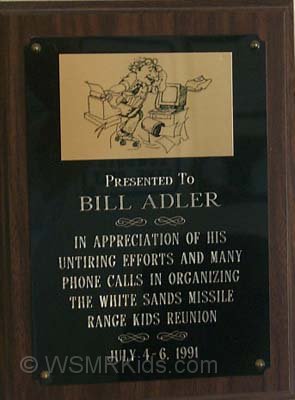 PRESENTED TO
BILL ADLER
IN APPRECIATION OF HIS
UNTIRING EFFORTS AND MANY
PHONE CALLS IN ORGANIZING
THE WHITE SANDS MISSILE
RANGE KIDS REUNION
JULY 4-6, 1991
© WSMRKids.com